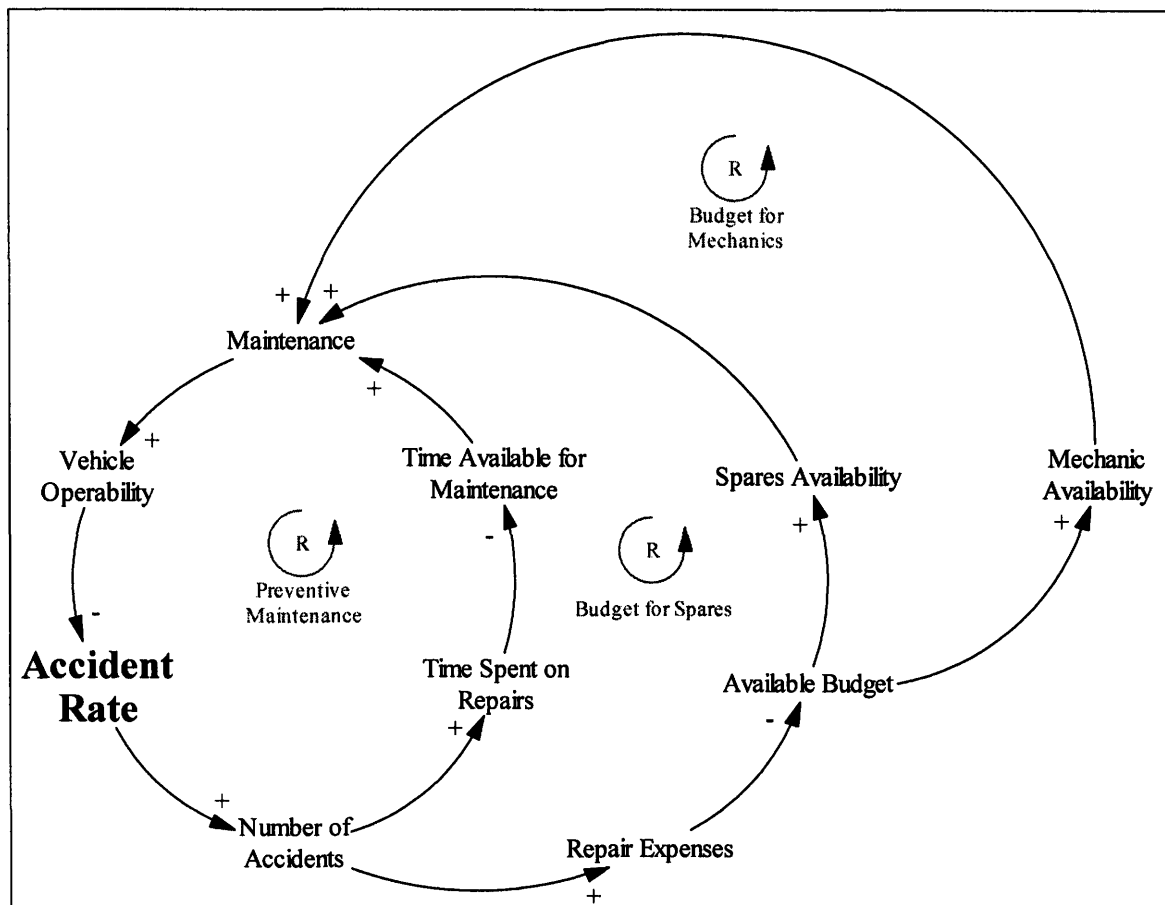 R
Budget for
Mechanics
+ +
Maintenance
+
+
Vehicle
Operability
Time Available for
Maintenance
Spares Availability
Mechanic
Availability
-
+
+
R
Preventive
Maintenance
R
Budget for Spares
-
Accident
Rate
Time Spent on
Repairs
Available Budget
+
-
+
Number of
Accidents
Repair Expenses
+